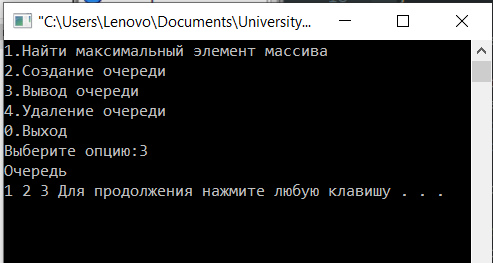 "C:\Users\Lenovo\Documents\University...
1.Найти максимальный элемент массива
2.Создание очереди
3.Вывод очереди
4.Удаление очереди
0.Выход
Выберите опцию:3
Очередь
1 2 3 Для продолжения нажмите любую клавишу . . .